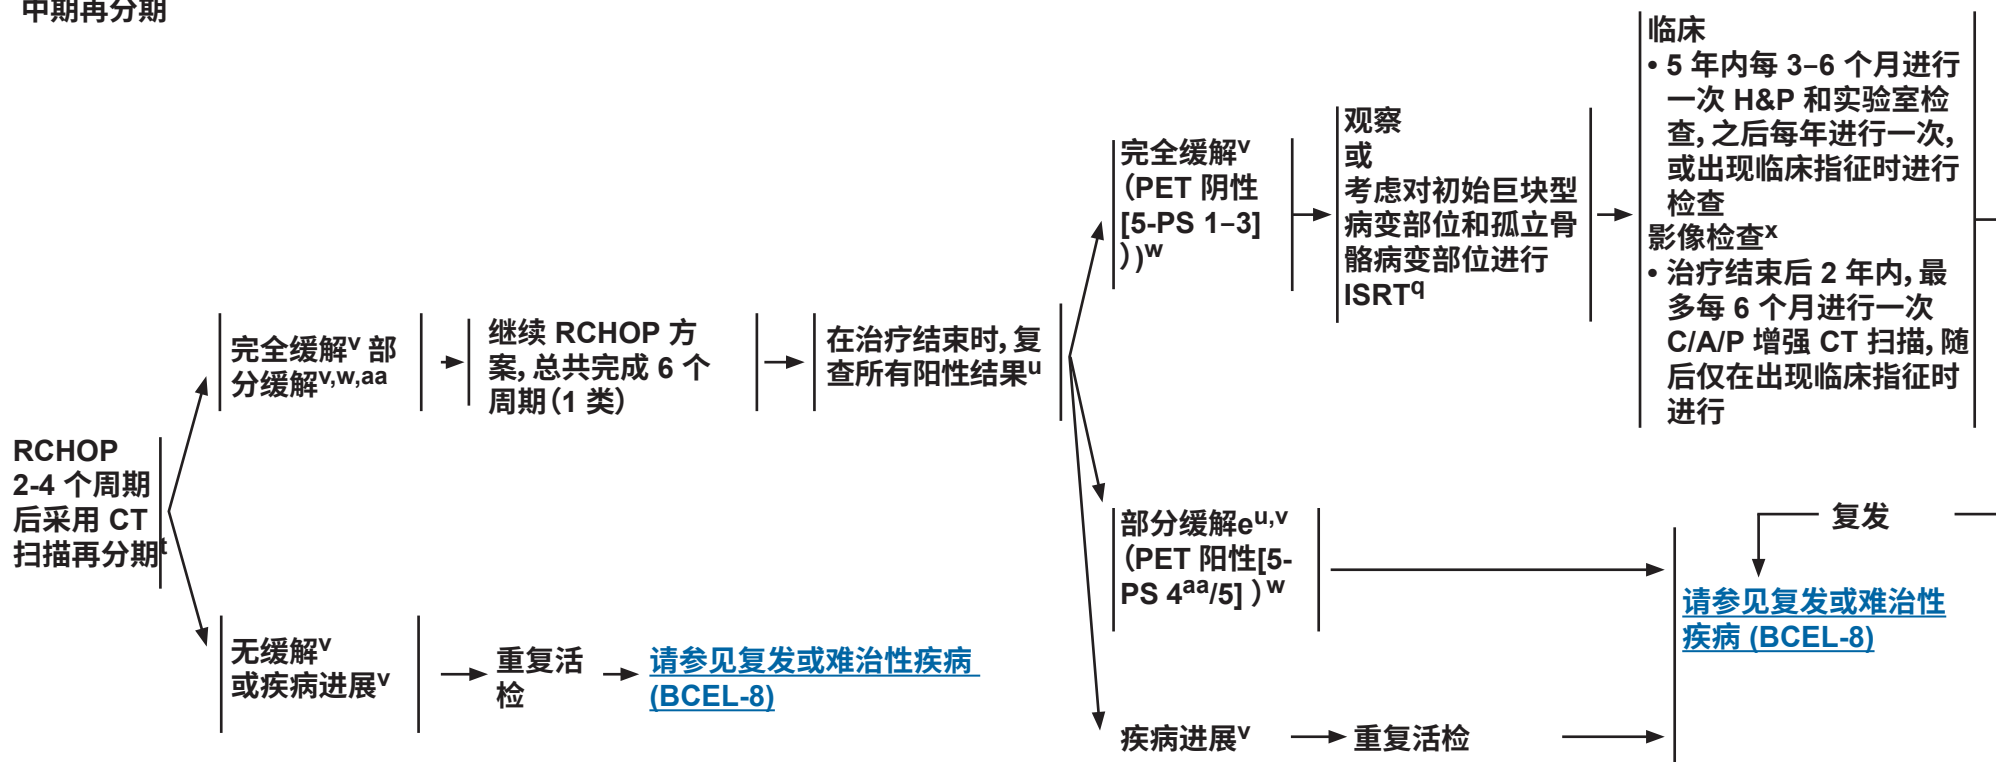 中期再分期
RCHOP
2-4 个周期
后采用 CT
扫描再分期t
完全缓解v 部
分缓解v,w,aa
继续 RCHOP 方
案，总共完成 6 个
周期（1 类）
在治疗结束时，复
查所有阳性结果u
完全缓解v
（PET 阴性
[5-PS 1–3]
）)w
观察
或
考虑对初始巨块型
病变部位和孤立骨
骼病变部位进行
ISRTq
临床
• 5 年内每 3–6 个月进行
一次 H&P 和实验室检
查，之后每年进行一次，
或出现临床指征时进行
检查
影像检查x
• 治疗结束后 2 年内，最
多每 6 个月进行一次
C/A/P 增强 CT 扫描，随
后仅在出现临床指征时
进行
部分缓解eu,v
（PET 阳性[5-
PS 4aa/5] ）w
复发
请参见复发或难治性
疾病 (BCEL-8)
无缓解v
或疾病进展v
重复活
检
请参见复发或难治性疾病
(BCEL-8)
疾病进展v
重复活检